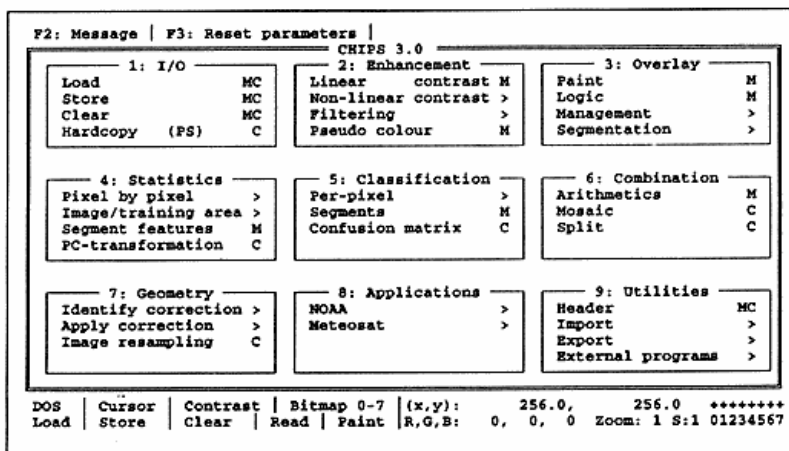 F2: Message | F3: Reset parameters |
CHIPS 3.0
1: I/O
Load MC
Store MC
Clear MC
Hardcopy (PS) C
2: Enhancement
Linear contrast M
Non-linear contrast >
Filtering >
Pseudo colour M
3: Overlay
Paint M
Logic M
Management >
Segmentation >
4: Statistics
Pixel by pixel >
Image/training area >
Segment features M
PC-transformation C
5: Classification
Per-pixel >
Segments M
Confusion matrix C
6: Combination
Arithmetics M
Mosaic C
Split C
7: Geometry
Identify correction >
Apply correction >
Image resampling C
8: Applications
NOAA >
Meteosat >
9: Utilities
Header MC
Import >
Export >
External programs >
DOS | Cursor | Contrast | Bitmap 0-7 |(x,y): 256.0, 256.0 ++++++++
Load | Store | Clear | Read | Paint |R,G,B: 0, 0, 0 Zoom: 1 S:1 01234567